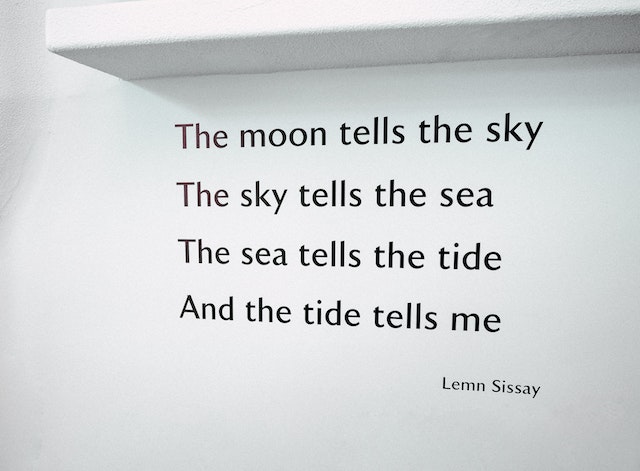 The moon tells the sky
The sky tells the sea
The sea tells the tide
And the tide tells me
Lemn Sissay